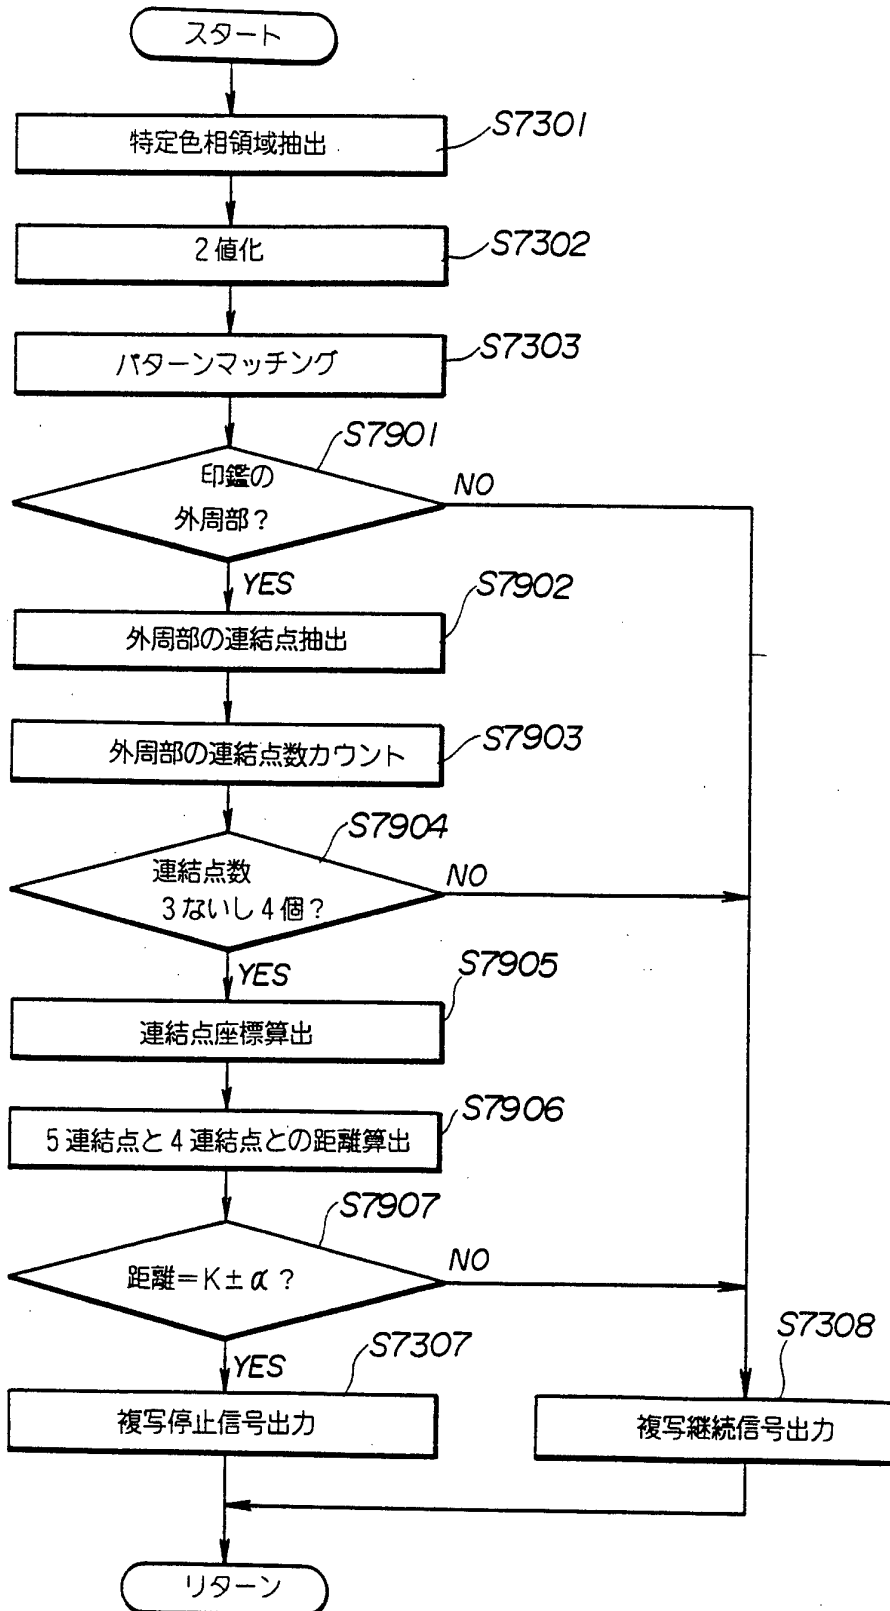 スタート
特定色相領域抽出
S7301
2値化
S7302
パターンマッチング
S7303
S7901
印鑑の
外周部?
NO
YES
S7902
外周部の連結点抽出
S7903
外周部の連結点数カウント
S7904
連結点数
3ないし4個?
NO
YES
S7905
連結点座標算出
S7906
5連結点と4連結点との距離算出
S7907
距離=K±α?
NO
YES
S7307
複写停止信号出力
S7308
複写継続信号出力
リターン